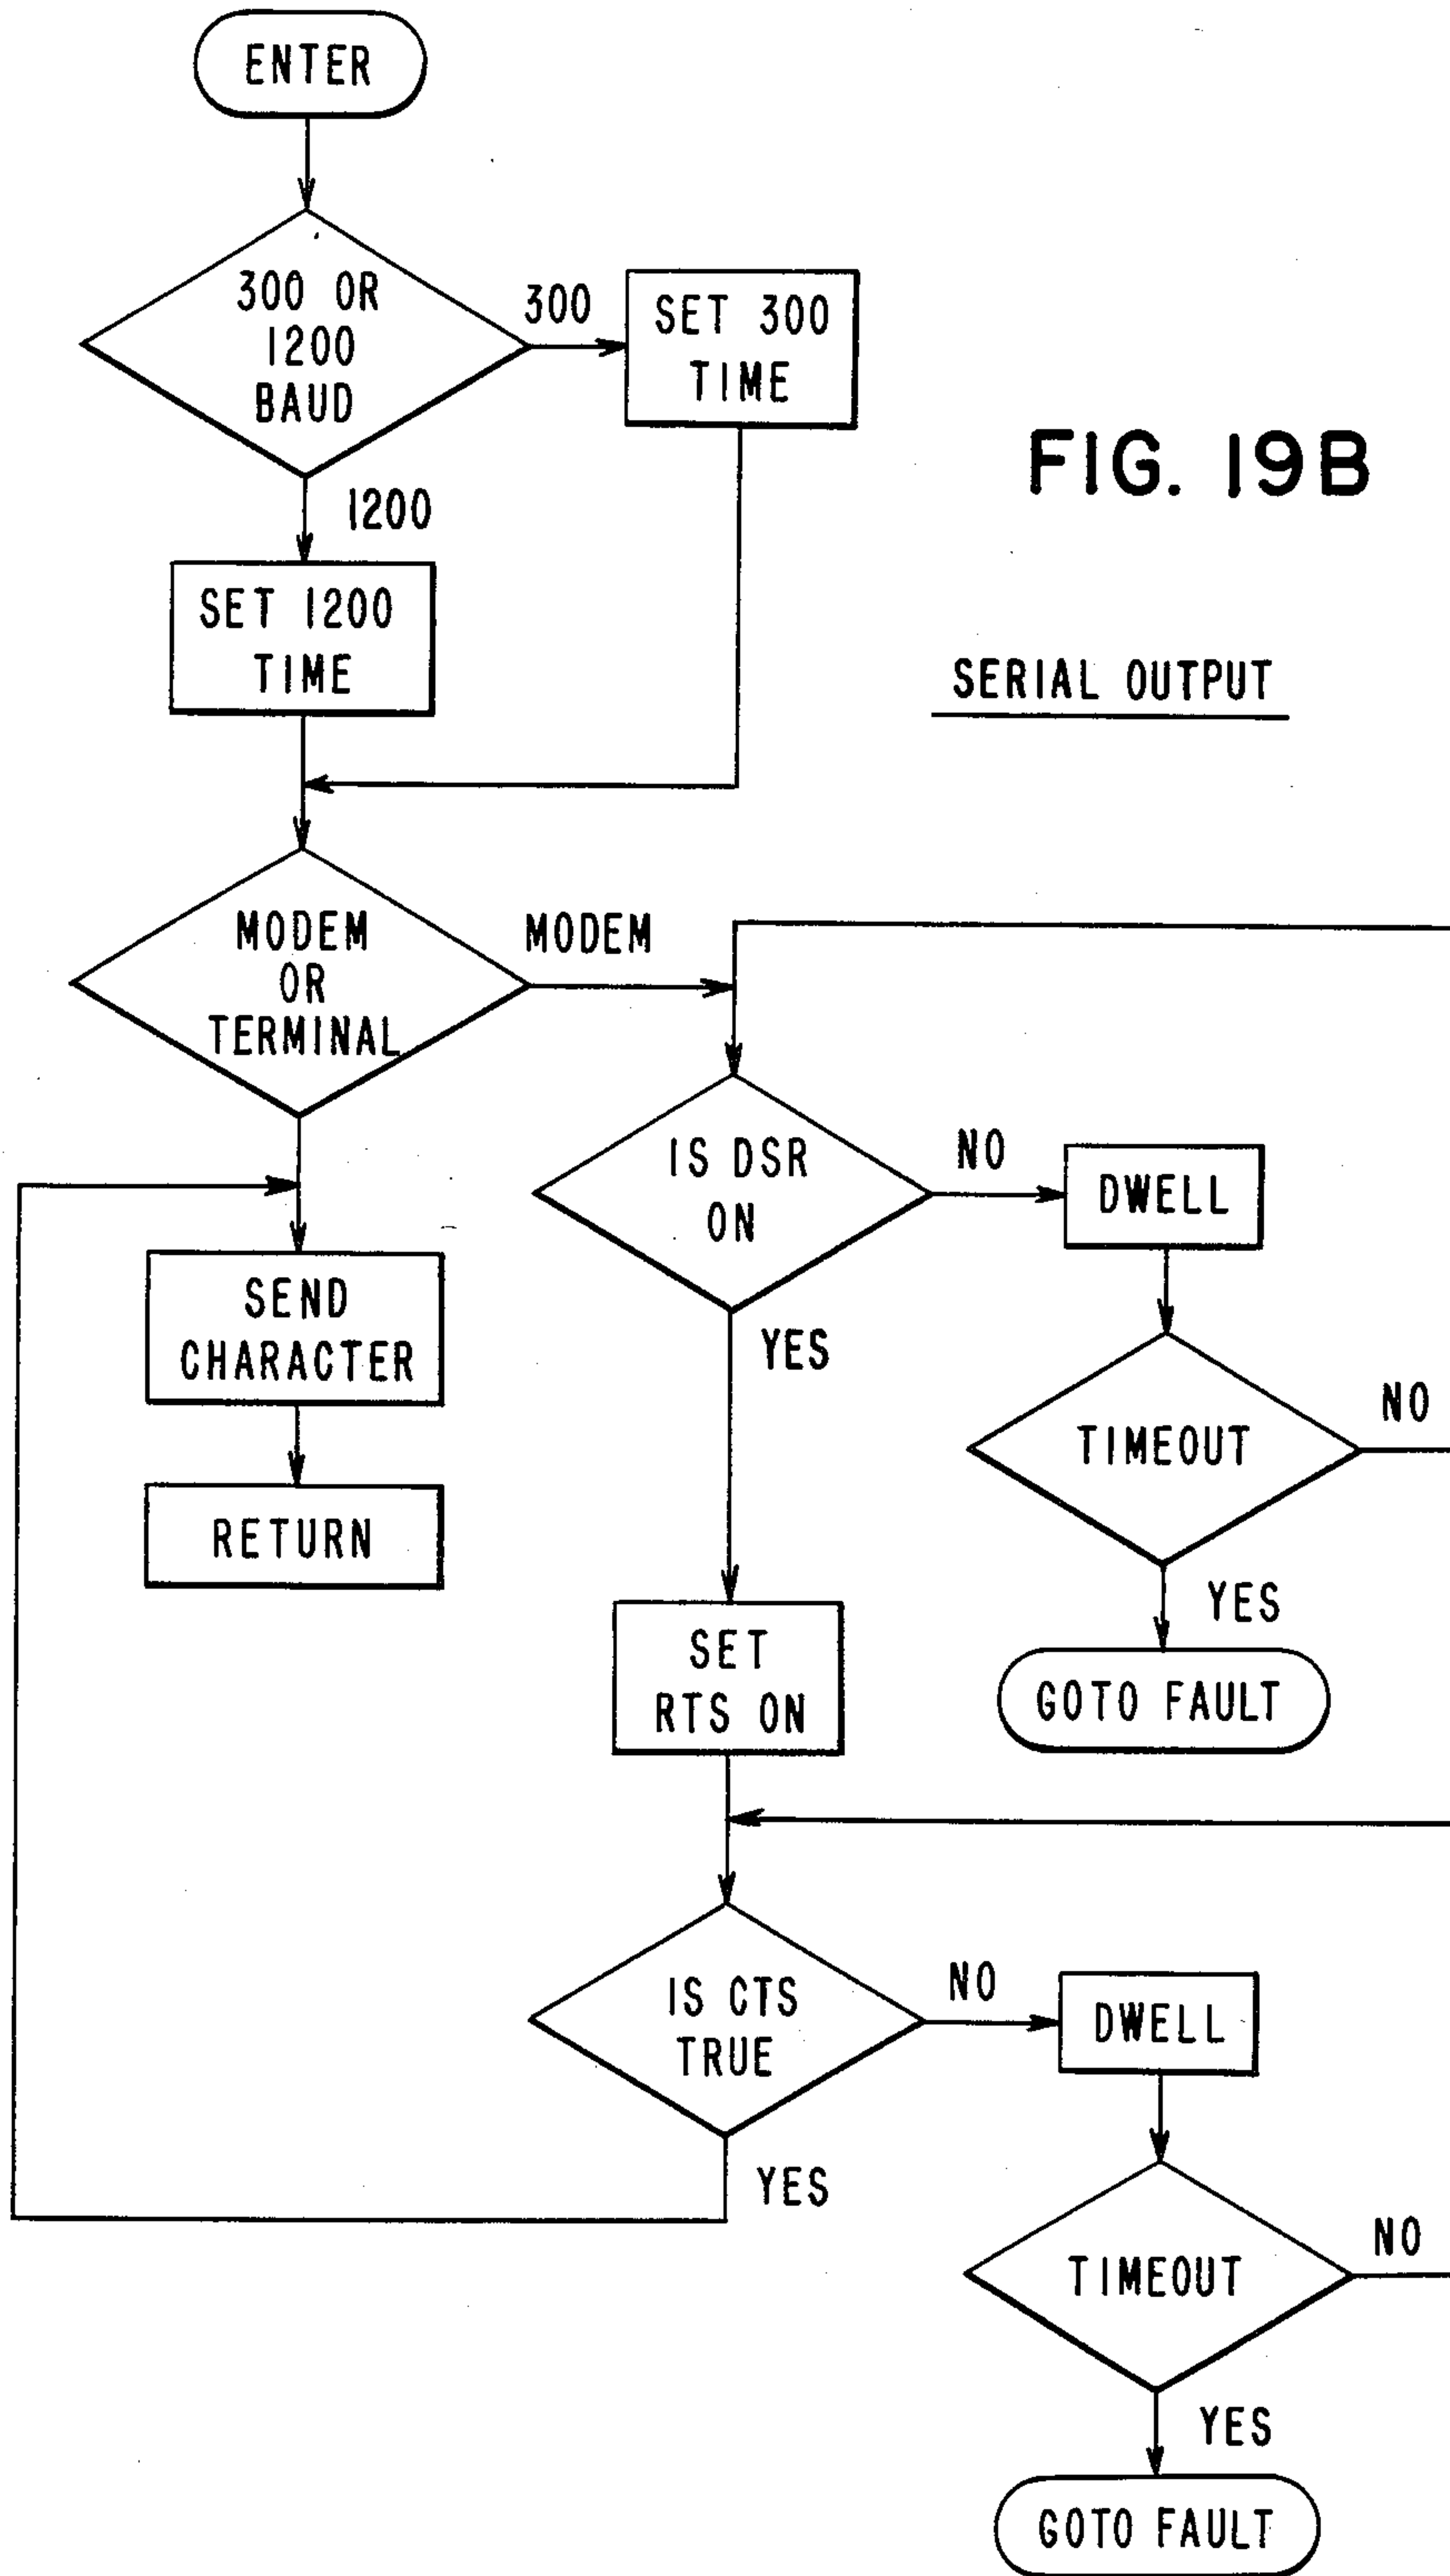 ENTER
300 OR
1200
BAUD
300
SET 300
TIME
FIG. 19B
1200
SET 1200
TIME
SERIAL OUTPUT
MODEM
OR
TERMINAL
MODEM
IS DSR
ON
NO
DWELL
YES
SEND
CHARACTER
TIMEOUT
NO
RETURN
YES
SET
RTS ON
GOTO FAULT
IS CTS
TRUE
NO
DWELL
YES
TIMEOUT
NO
YES
GOTO FAULT